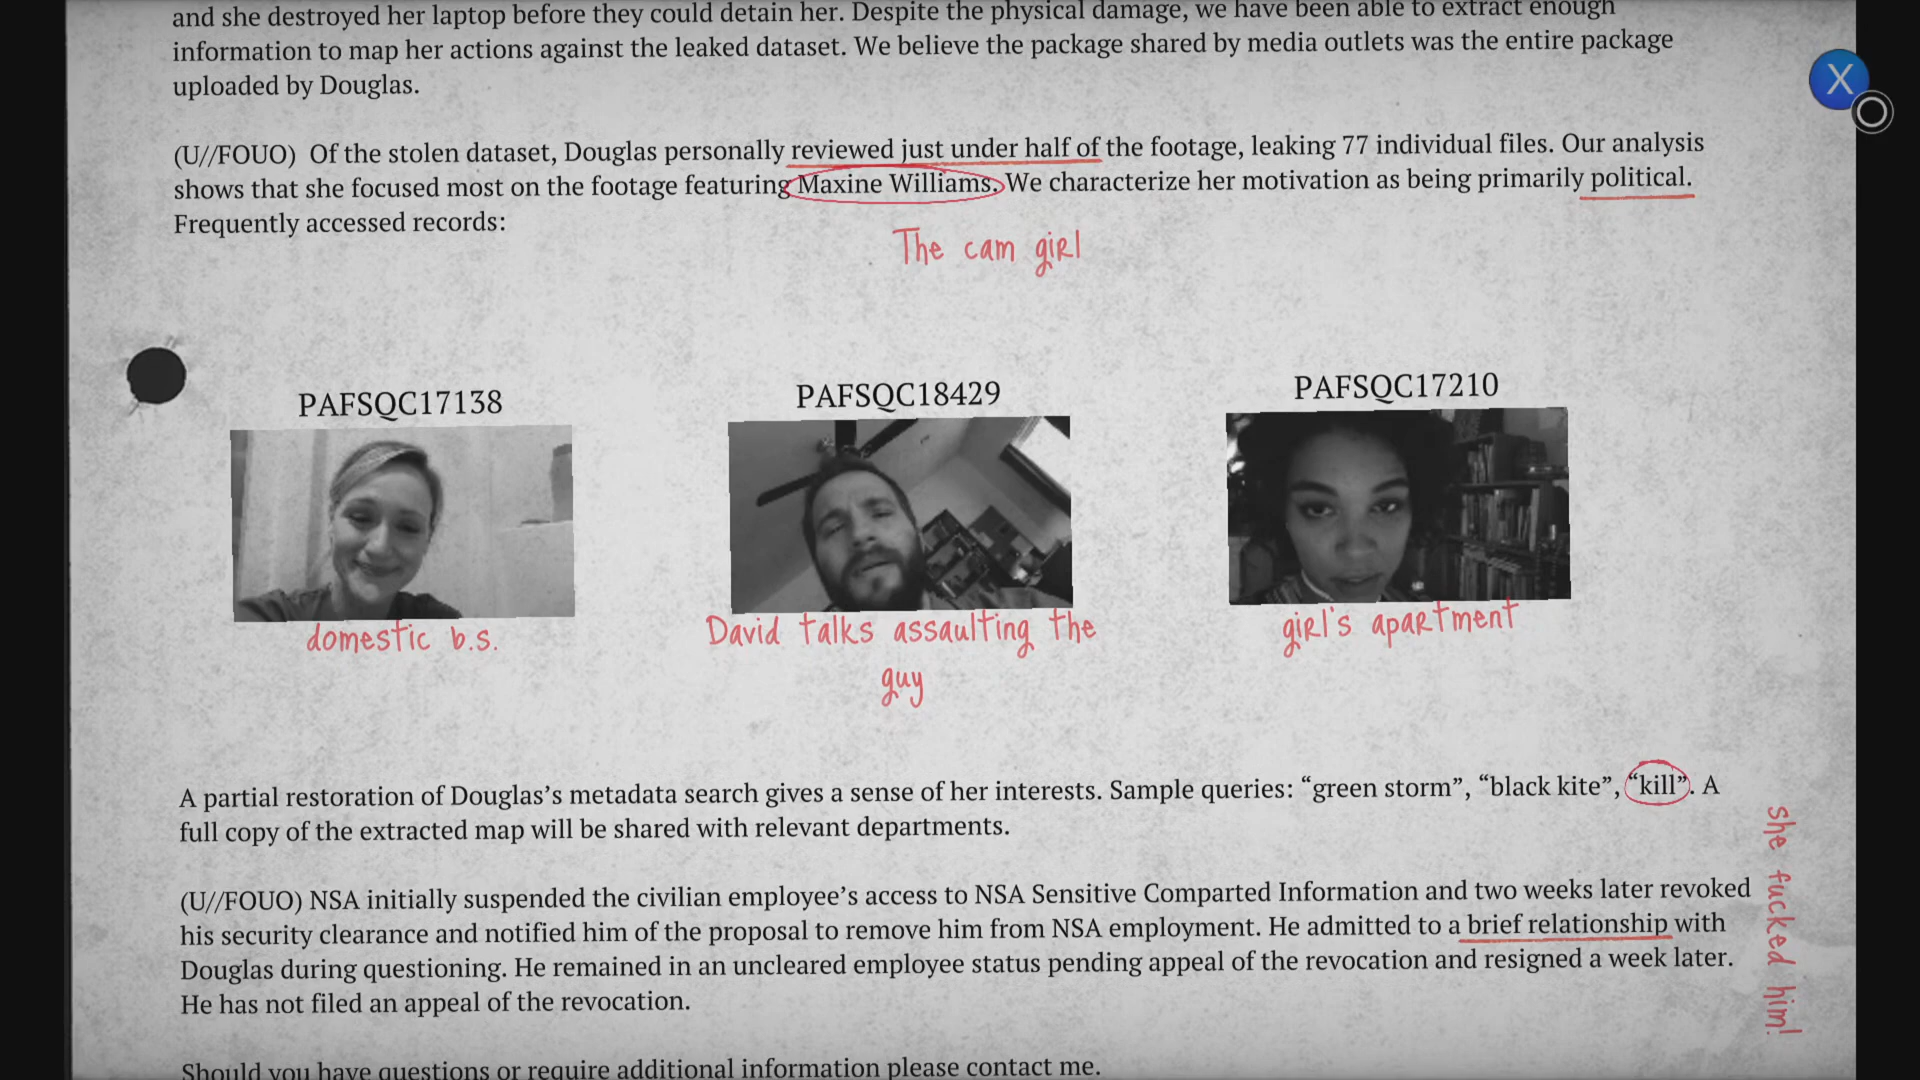 and she destroyed her laptop before they could detain her. Despite the physical damage, we have been able to extract enough
information to map her actions against the leaked dataset. We believe the package shared by media outlets was the entire package
uploaded by Douglas.
X
(U//FOUO) Of the stolen dataset, Douglas personally reviewed just under half of the footage, leaking 77 individual files. Our analysis
shows that she focused most on the footage featuring Maxine Williams. We characterize her motivation as being primarily political.
Frequently accessed records:
The cam girl
PAFSQC17138
PAFSQC18429
PAFSQC17210
domestic b.s.
David talks assaulting the
guy
girl's apartment
A partial restoration of Douglas’s metadata search gives a sense of her interests. Sample queries: “green storm”, “black kite”, “kill”. A
full copy of the extracted map will be shared with relevant departments.
(U//FOUO) NSA initially suspended the civilian employee’s access to NSA Sensitive Comparted Information and two weeks later revoked
his security clearance and notified him of the proposal to remove him from NSA employment. He admitted to a brief relationship with
Douglas during questioning. He remained in an uncleared employee status pending appeal of the revocation and resigned a week later.
He has not filed an appeal of the revocation.
she fucked him!
Should you have questions or require additional information please contact me.